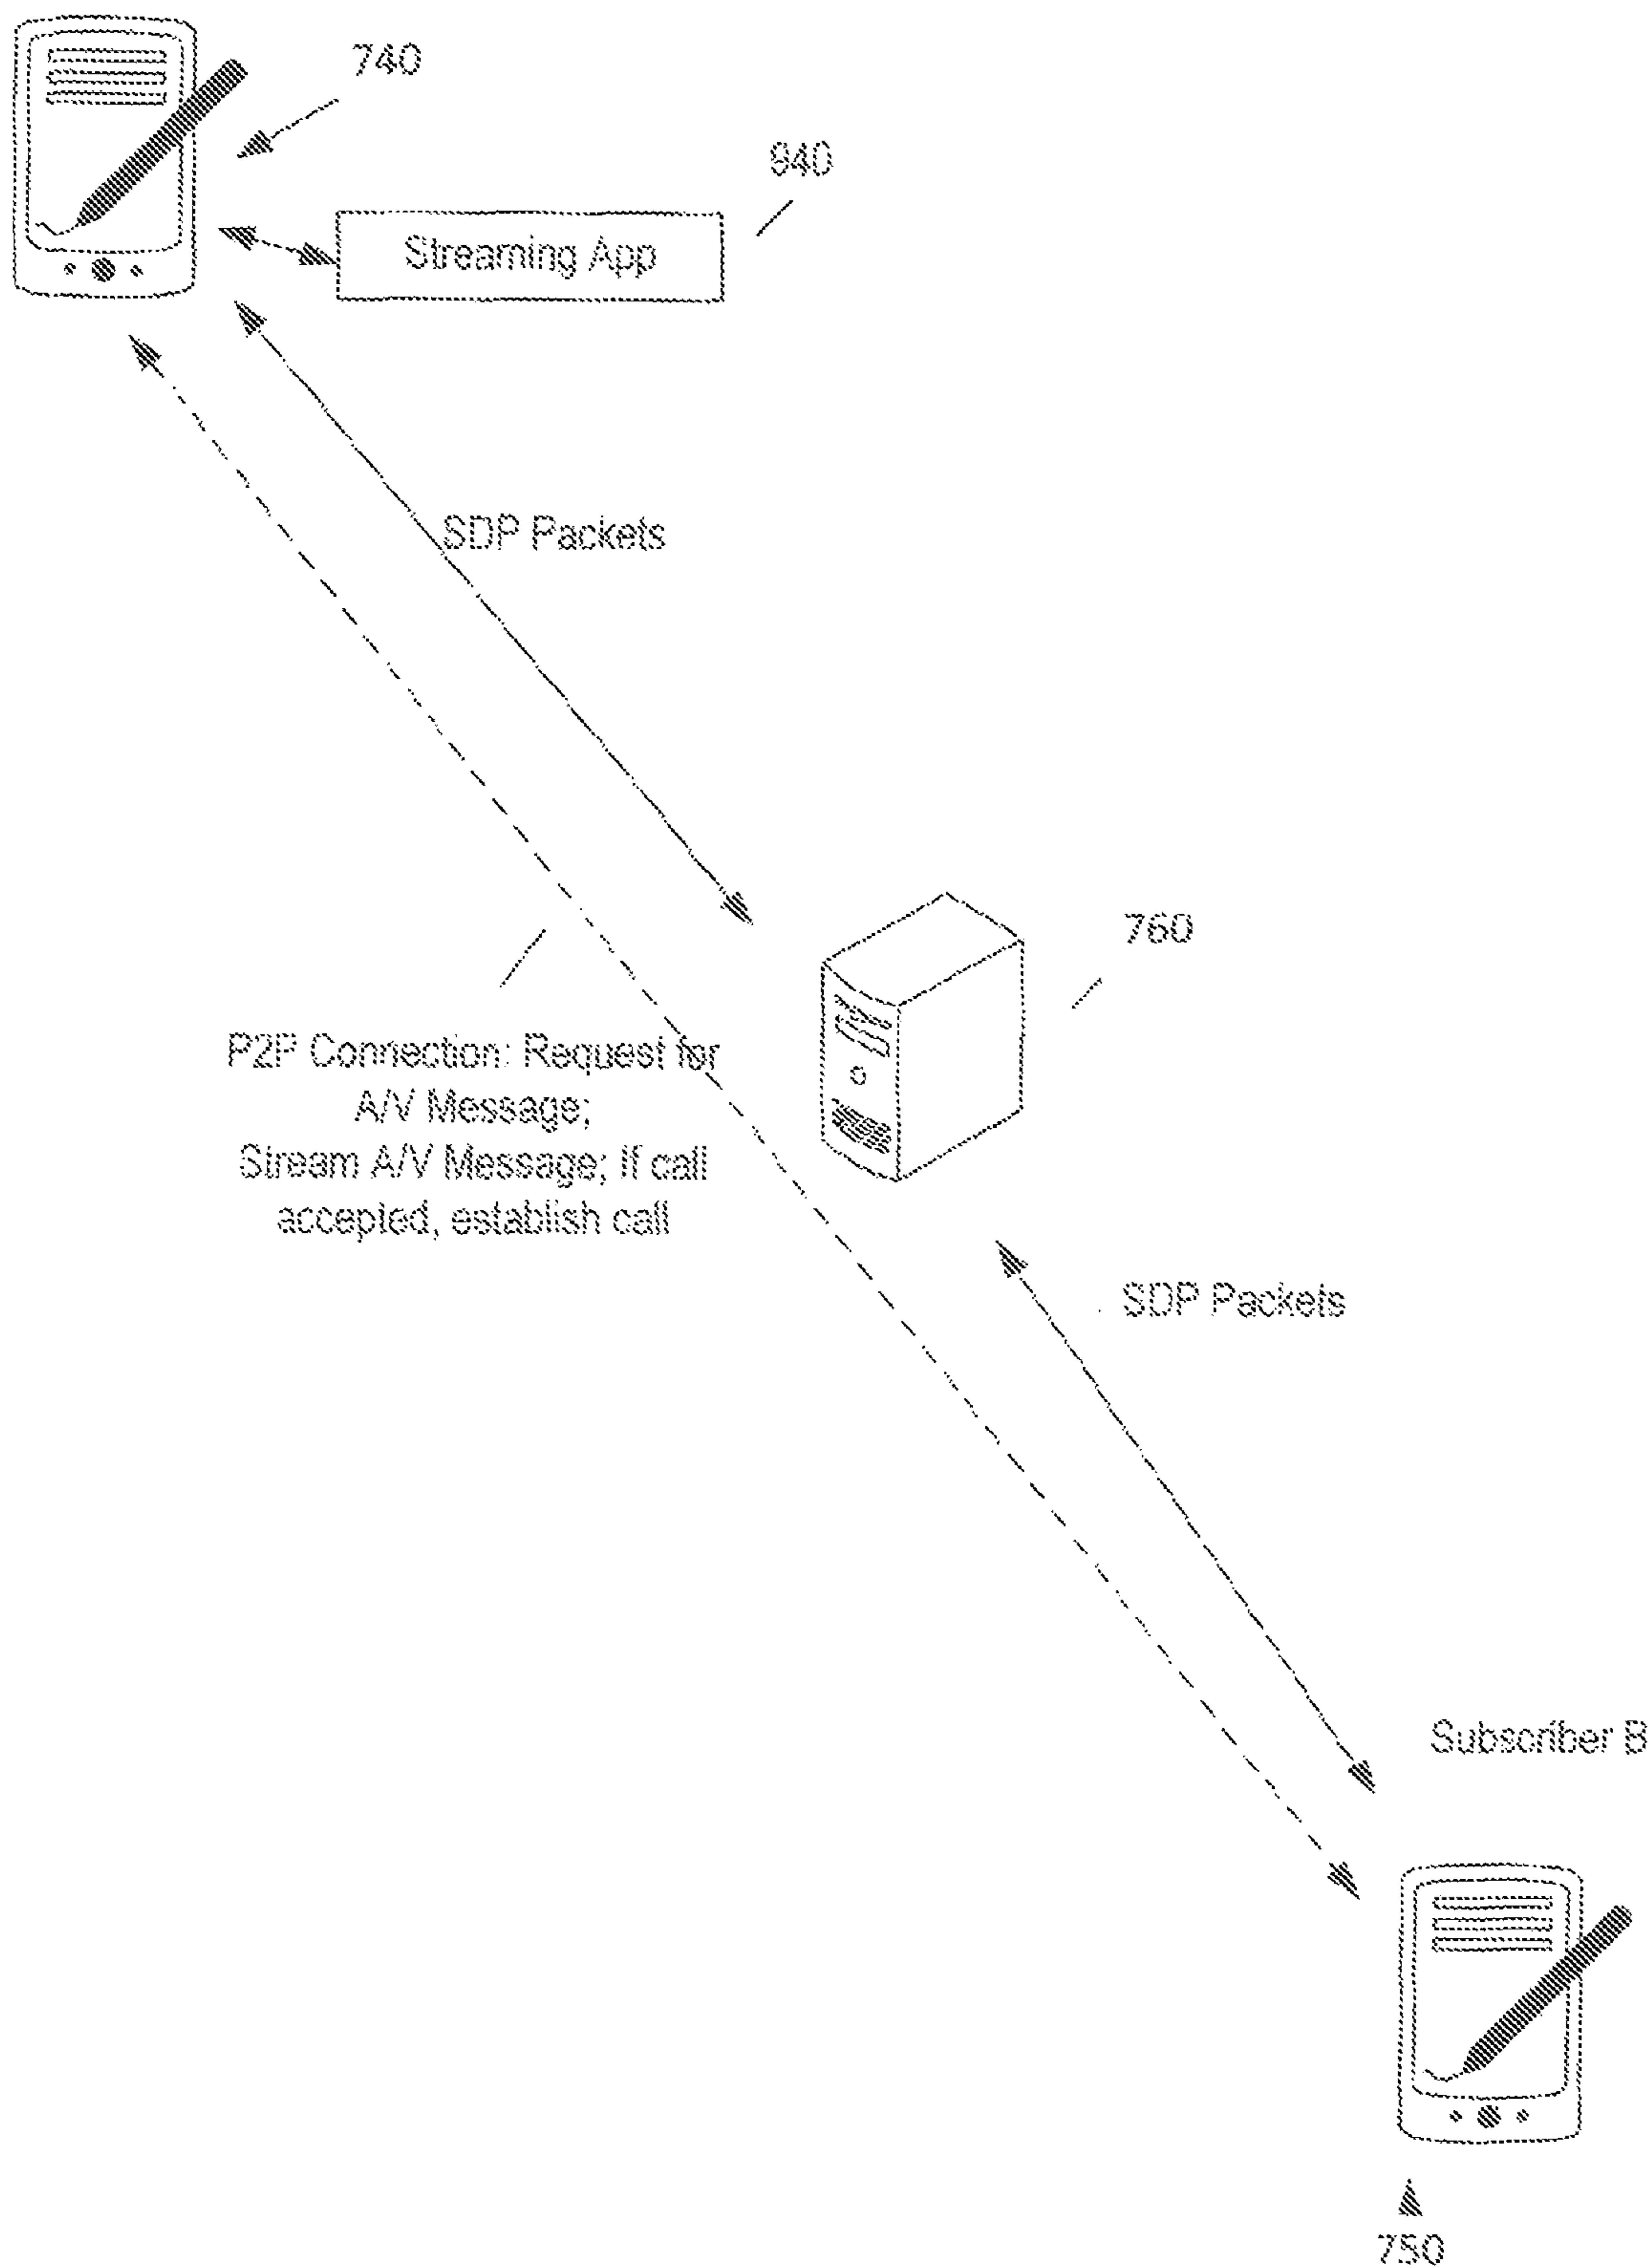 740
940
Streaming App
SDP Packets
760
P2P Connection: Request for
A/V Message;
Stream A/V Message; If call
accepted, establish call
SDP Packets
Subscriber B
750